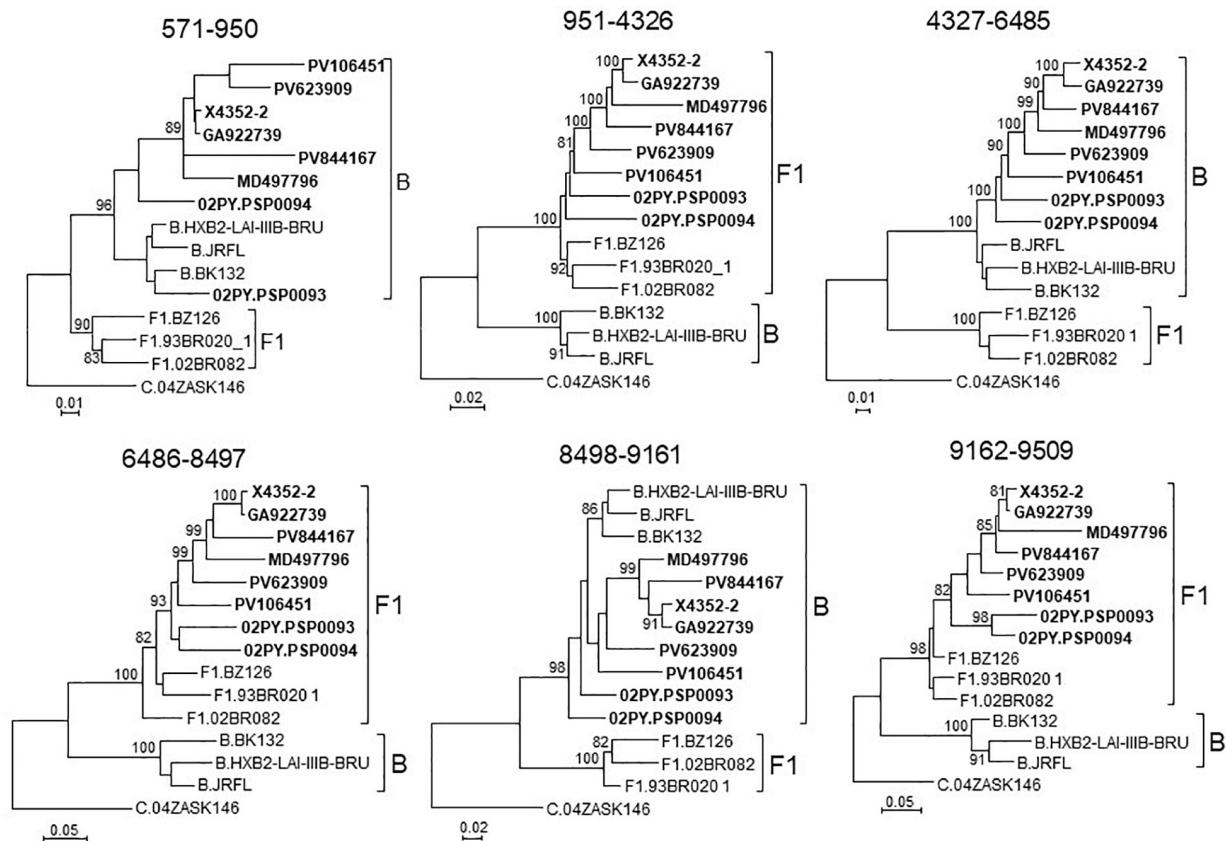 571-950
PV106451
PV623909
X4352-2
GA922739
89
PV844167
MD497796
96
02PY.PSP0094
B.HXB2-LAI-IIIB-BRU
B.JRFL
B.BK132
02PY.PSP0093
B
90
F1.BZ126
F1.93BR020_1
83
F1.02BR082
F1
C.04ZASK146
0.01
951-4326
100
X4352-2
GA922739
100
MD497796
100
PV844167
81
PV623909
PV106451
02PY.PSP0093
100
02PY.PSP0094
F1.BZ126
92
F1.93BR020_1
F1.02BR082
F1
100
B.BK132
B.HXB2-LAI-IIIB-BRU
91
B.JRFL
B
C.04ZASK146
0.02
4327-6485
100
X4352-2
90
GA922739
99
PV844167
100
MD497796
90
PV623909
PV106451
02PY.PSP0093
100
02PY.PSP0094
B.JRFL
B.HXB2-LAI-IIIB-BRU
B.BK132
B
100
F1.BZ126
F1.93BR020 1
F1.02BR082
F1
C.04ZASK146
0.01
6486-8497
100
X4352-2
GA922739
99
PV844167
99
MD497796
PV623909
93
PV106451
02PY.PSP0093
82
02PY.PSP0094
100
F1.BZ126
F1.93BR020 1
F1.02BR082
F1
100
B.BK132
B.HXB2-LAI-IIIB-BRU
B.JRFL
B
C.04ZASK146
0.05
8498-9161
86
B.HXB2-LAI-IIIB-BRU
B.JRFL
B.BK132
99
MD497796
PV844167
X4352-2
91
GA922739
PV623909
98
PV106451
02PY.PSP0093
02PY.PSP0094
B
82
F1.BZ126
100
F1.02BR082
F1.93BR020 1
F1
C.04ZASK146
0.02
9162-9509
81
X4352-2
GA922739
85
MD497796
PV844167
PV623909
82
PV106451
98
02PY.PSP0093
02PY.PSP0094
98
F1.BZ126
F1.93BR020 1
F1.02BR082
F1
100
B.BK132
B.HXB2-LAI-IIIB-BRU
91
B.JRFL
B
C.04ZASK146
0.05